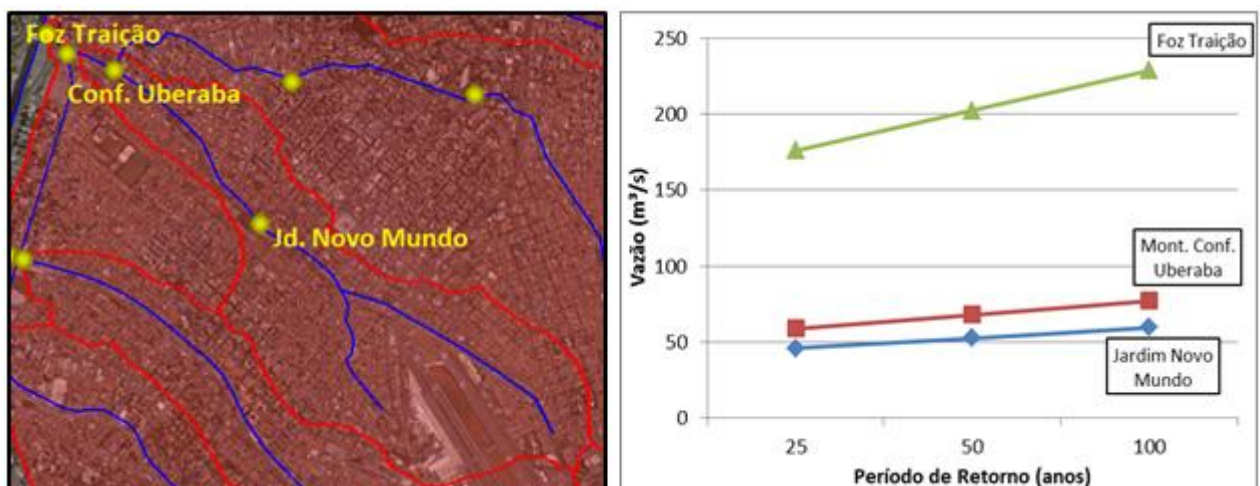 Foz Traição
Conf. Uberaba
Jd. Novo Mundo
Vazão (m³/s)
250
200
150
100
50
0
25
50
100
Período de Retorno (anos)
Foz Traição
Mont. Conf.
Uberaba
Jardim Novo
Mundo